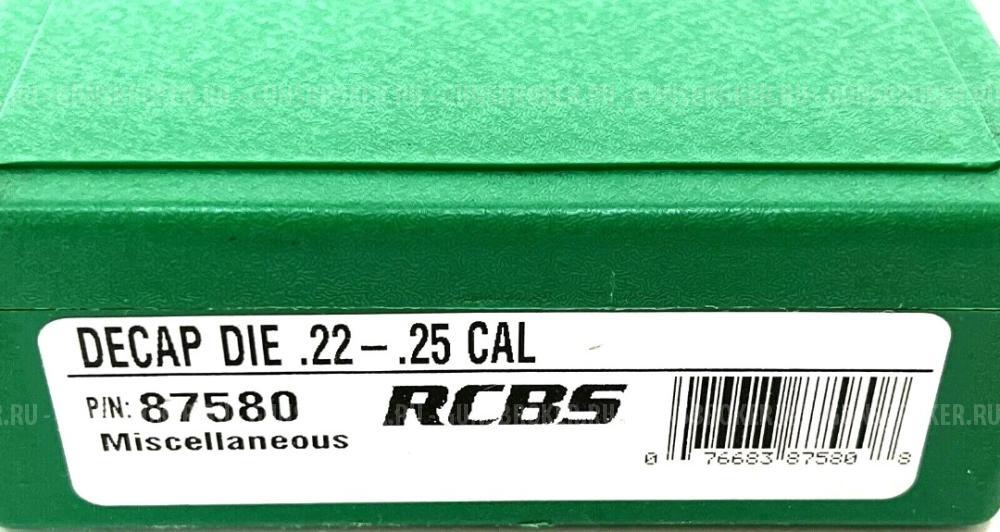 DECAP DIE .22 – .25 CAL
P/N: 87580
RCBS
Miscellaneous
0 76683 87580 8